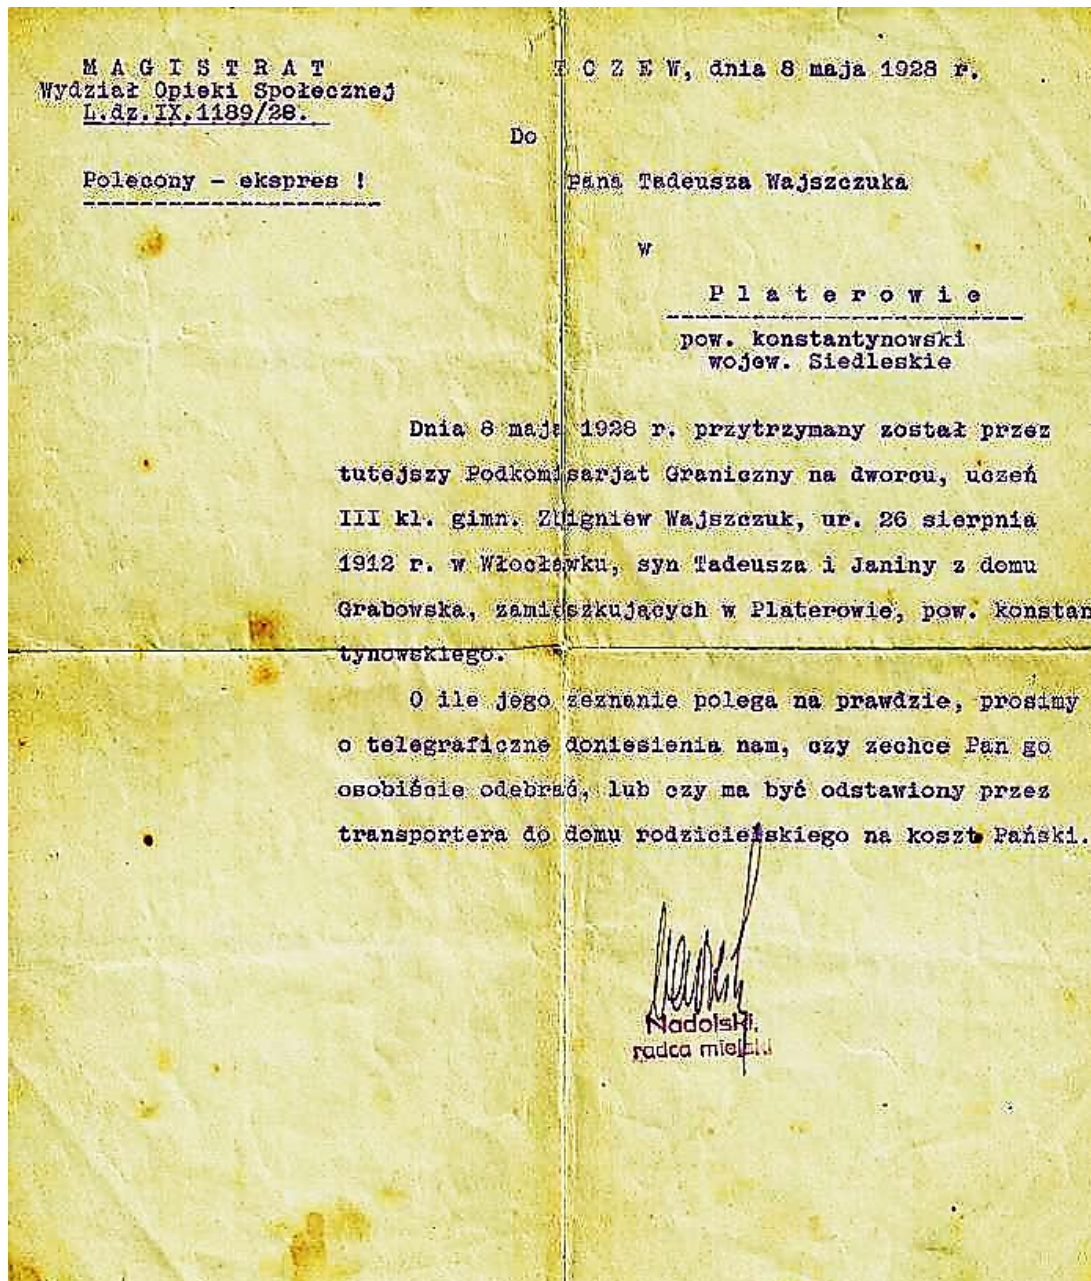 M A G I S T R A T
Wydział Opieki Społecznej
L.dz.IX.1189/28.
T C Z E W, dnia 8 maja 1928 r.
Do
Polecony - ekspres !
Pana Tadeusza Wajszczuka
w
P l a t e r o w i e
pow. konstantynowski
wojew. Siedleskie
Dnia 8 maja 1928 r. przytrzymany został przez
tutejszy Podkomisarjat Graniczny na dworcu, uczeń
III kl. gimn. Zbigniew Wajszczuk, ur. 26 sierpnia
1912 r. w Włocławku, syn Tadeusza i Janiny z domu
Grabowska, zamieszkujących w Platerowie, pow. konstan
tynowskiego.
O ile jego zeznanie polega na prawdzie, prosimy
o telegraficzne doniesienia nam, czy zechce Pan go
osobiście odebrać, lub czy ma być odstawiony przez
transportera do domu rodzicielskiego na koszt Pański.
Nadolski,
radca miejski